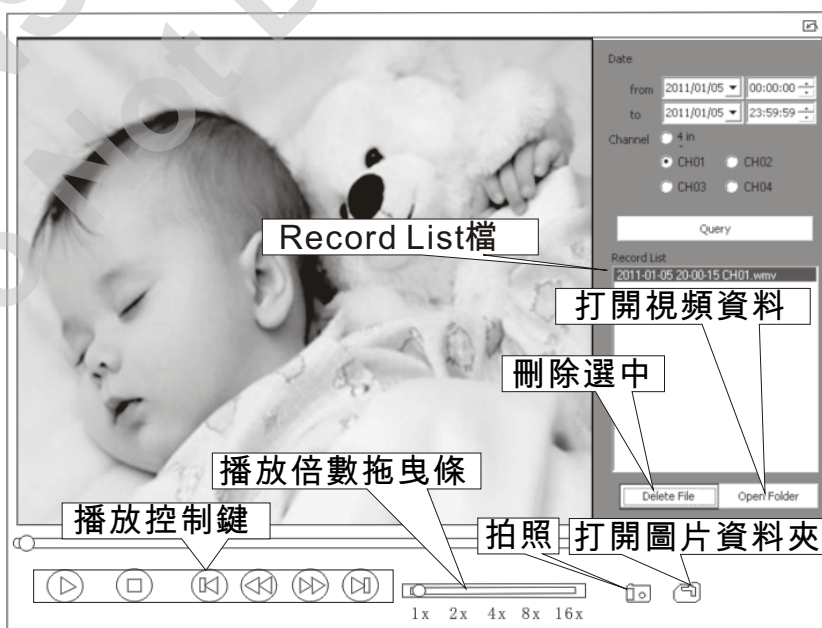 Date
from 2011/01/05 00:00:00
to 2011/01/05 23:59:59
Channel 4 in
CH01 CH02
CH03 CH04
Query
Record List檔
Record List
2011-01-05 20-00-15 CH01.wmv
打開視頻資料
刪除選中
播放倍數拖曳條
Delete File Open Folder
播放控制鍵
拍照 打開圖片資料夾
1x 2x 4x 8x 16x